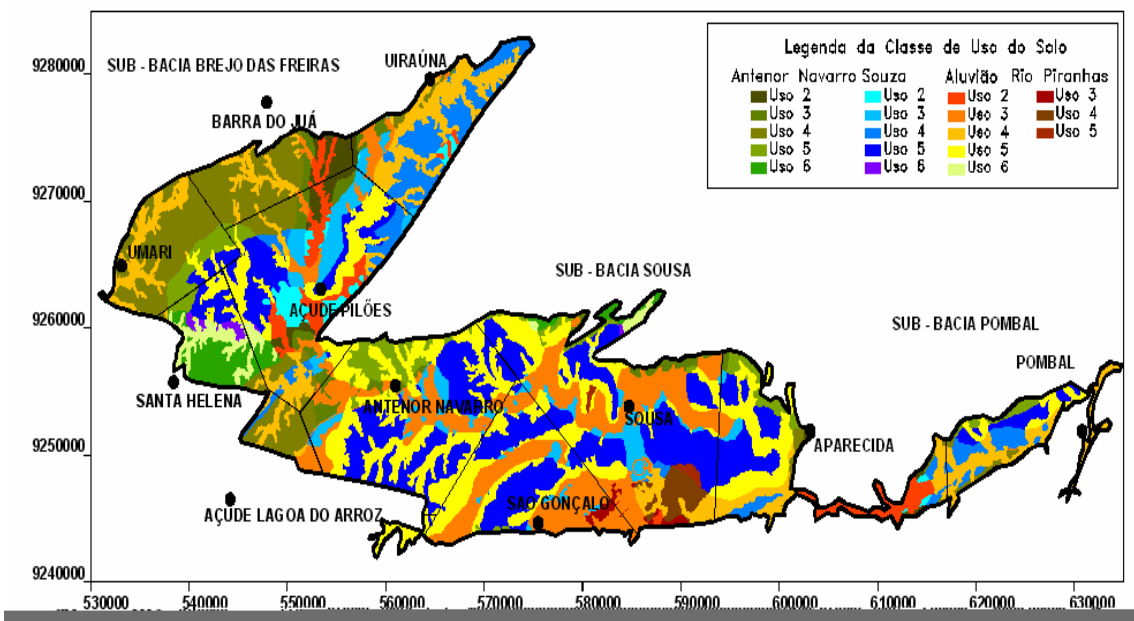 9280000
9270000
9260000
9250000
9240000
530000
540000
550000
560000
570000
580000
590000
600000
610000
620000
630000
SUB - BACIA BREJO DAS FREIRAS
UIRAÚNA
BARRA DO JUÁ
UMARI
AÇUDE PILÕES
SANTA HELENA
ANTENOR NAVARRO
AÇUDE LAGOA DO ARROZ
SAO GONÇALO
SUB - BACIA SOUSA
SOUSA
APARECIDA
SUB - BACIA POMBAL
POMBAL
Legenda da Classe de Uso do Solo
Antenor Navarro Souza Aluvião Rio Piranhas
Uso 2 Uso 2 Uso 2 Uso 3
Uso 3 Uso 3 Uso 3 Uso 4
Uso 4 Uso 4 Uso 4 Uso 5
Uso 5 Uso 5 Uso 5
Uso 6 Uso 6 Uso 6